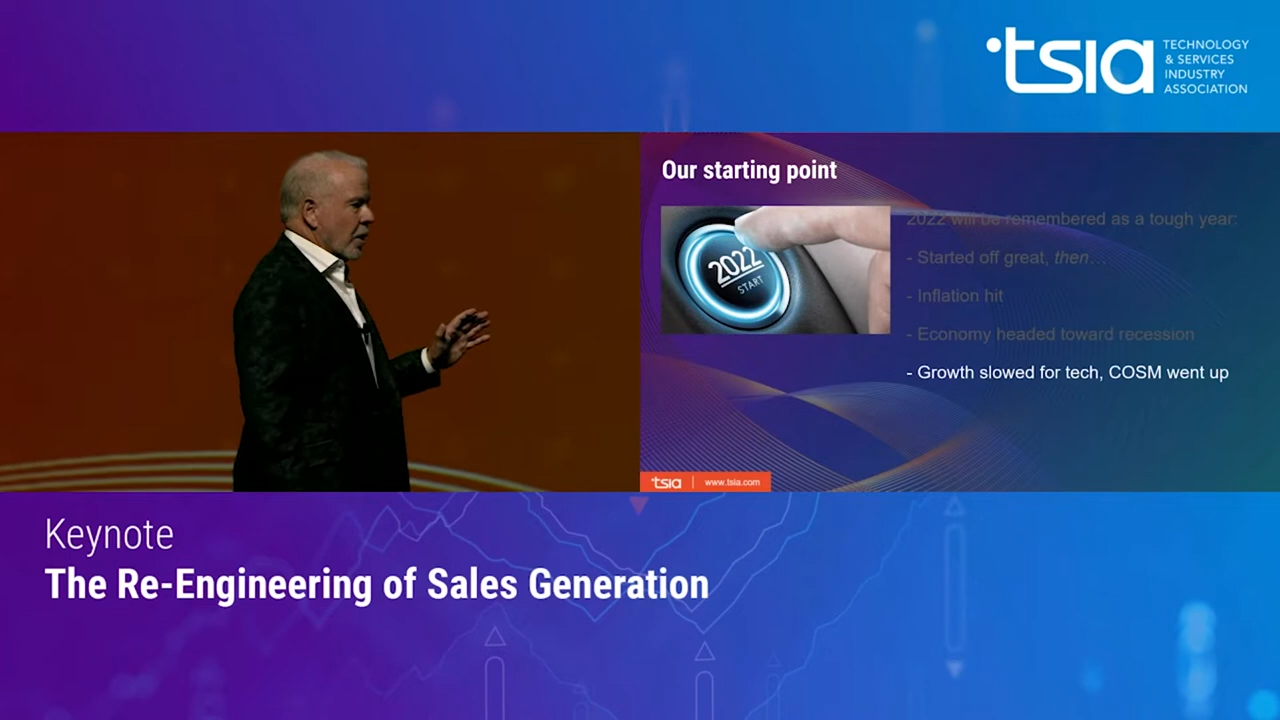 tsia
TECHNOLOGY
& SERVICES
INDUSTRY
ASSOCIATION
Our starting point
2022
START
2022 will be remembered as a tough year:
- Started off great, then…
- Inflation hit
- Economy headed toward recession
- Growth slowed for tech, COSM went up
tsia | www.tsia.com
Keynote
The Re-Engineering of Sales Generation